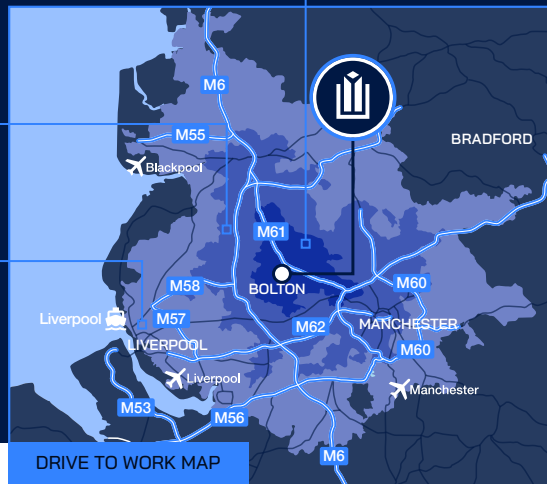 M6
M55
BRADFORD
Blackpool
M61
BOLTON
M58
M60
Liverpool
M57
M62
MANCHESTER
LIVERPOOL
M60
Liverpool
Manchester
M53
M56
M6
DRIVE TO WORK MAP